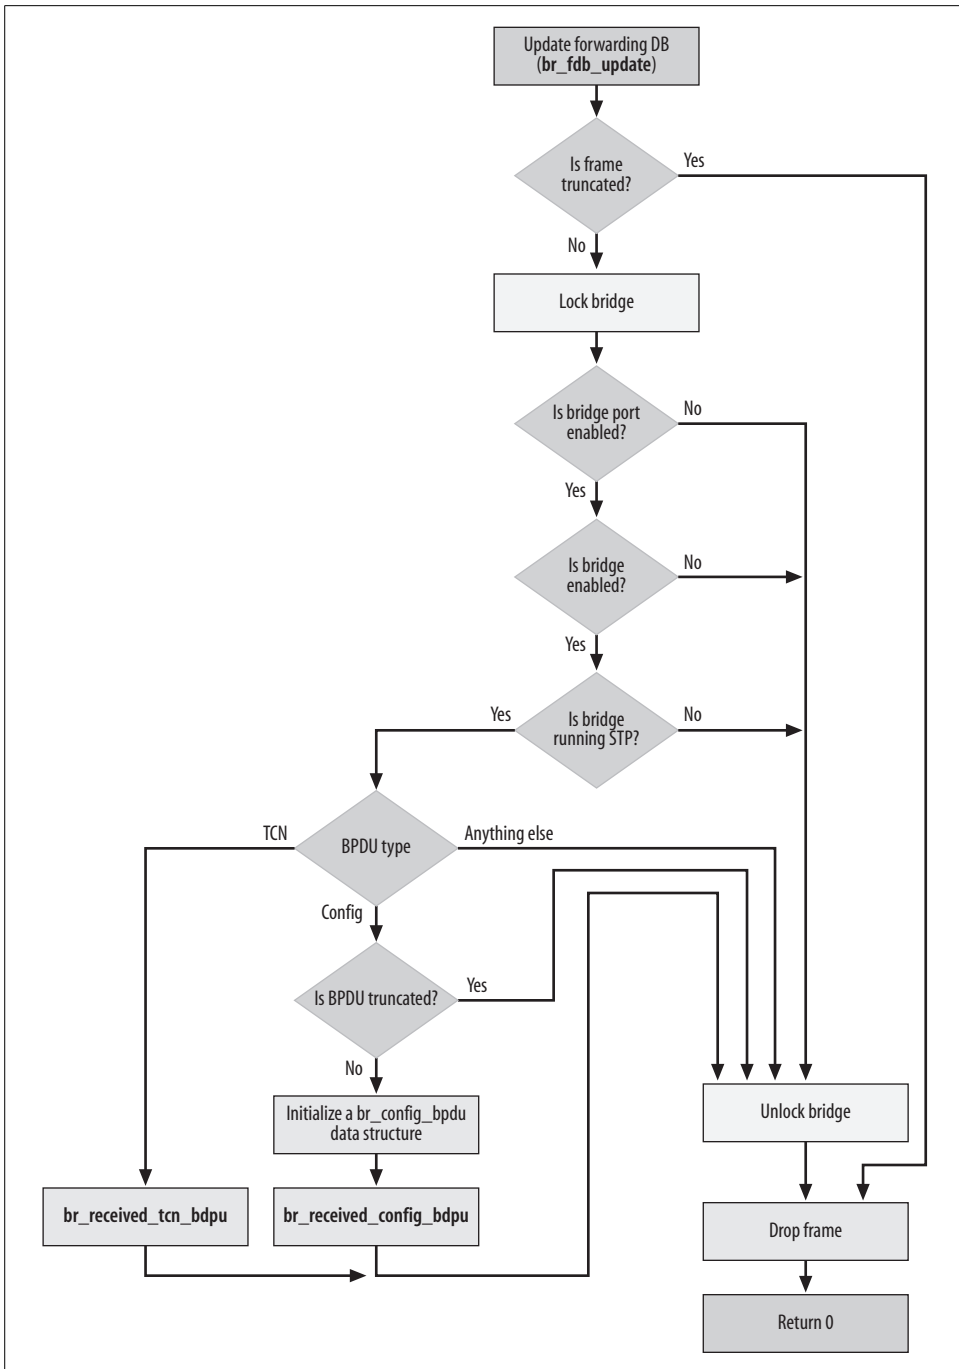 Update forwarding DB
(br_fdb_update)
Is frame
truncated?
Yes
No
Lock bridge
Is bridge port
enabled?
No
Yes
Is bridge
enabled?
No
Yes
Is bridge
running STP?
Yes
No
BPDU type
TCN
Anything else
Config
Is BPDU truncated?
Yes
No
Initialize a br_config_bpdu
data structure
Unlock bridge
br_received_tcn_bdpu
br_received_config_bdpu
Drop frame
Return 0